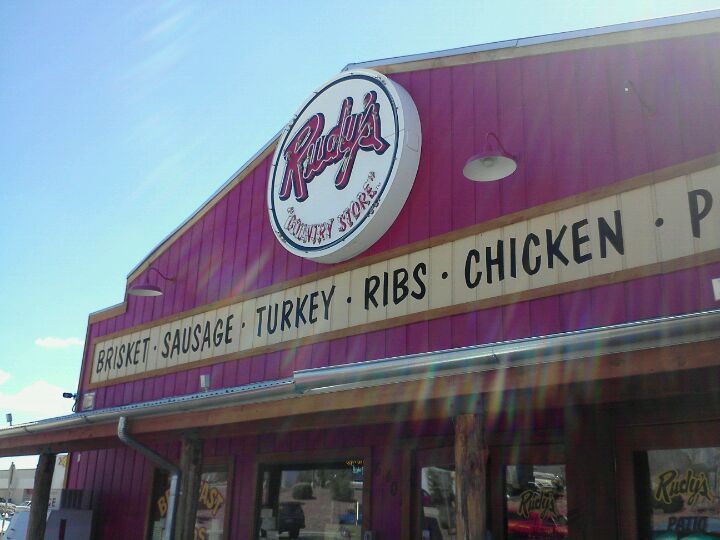 Rudy's
"COUNTRY STORE"
BRISKET · SAUSAGE · TURKEY · RIBS · CHICKEN · P
Rudy's
Rudy's
PATIO